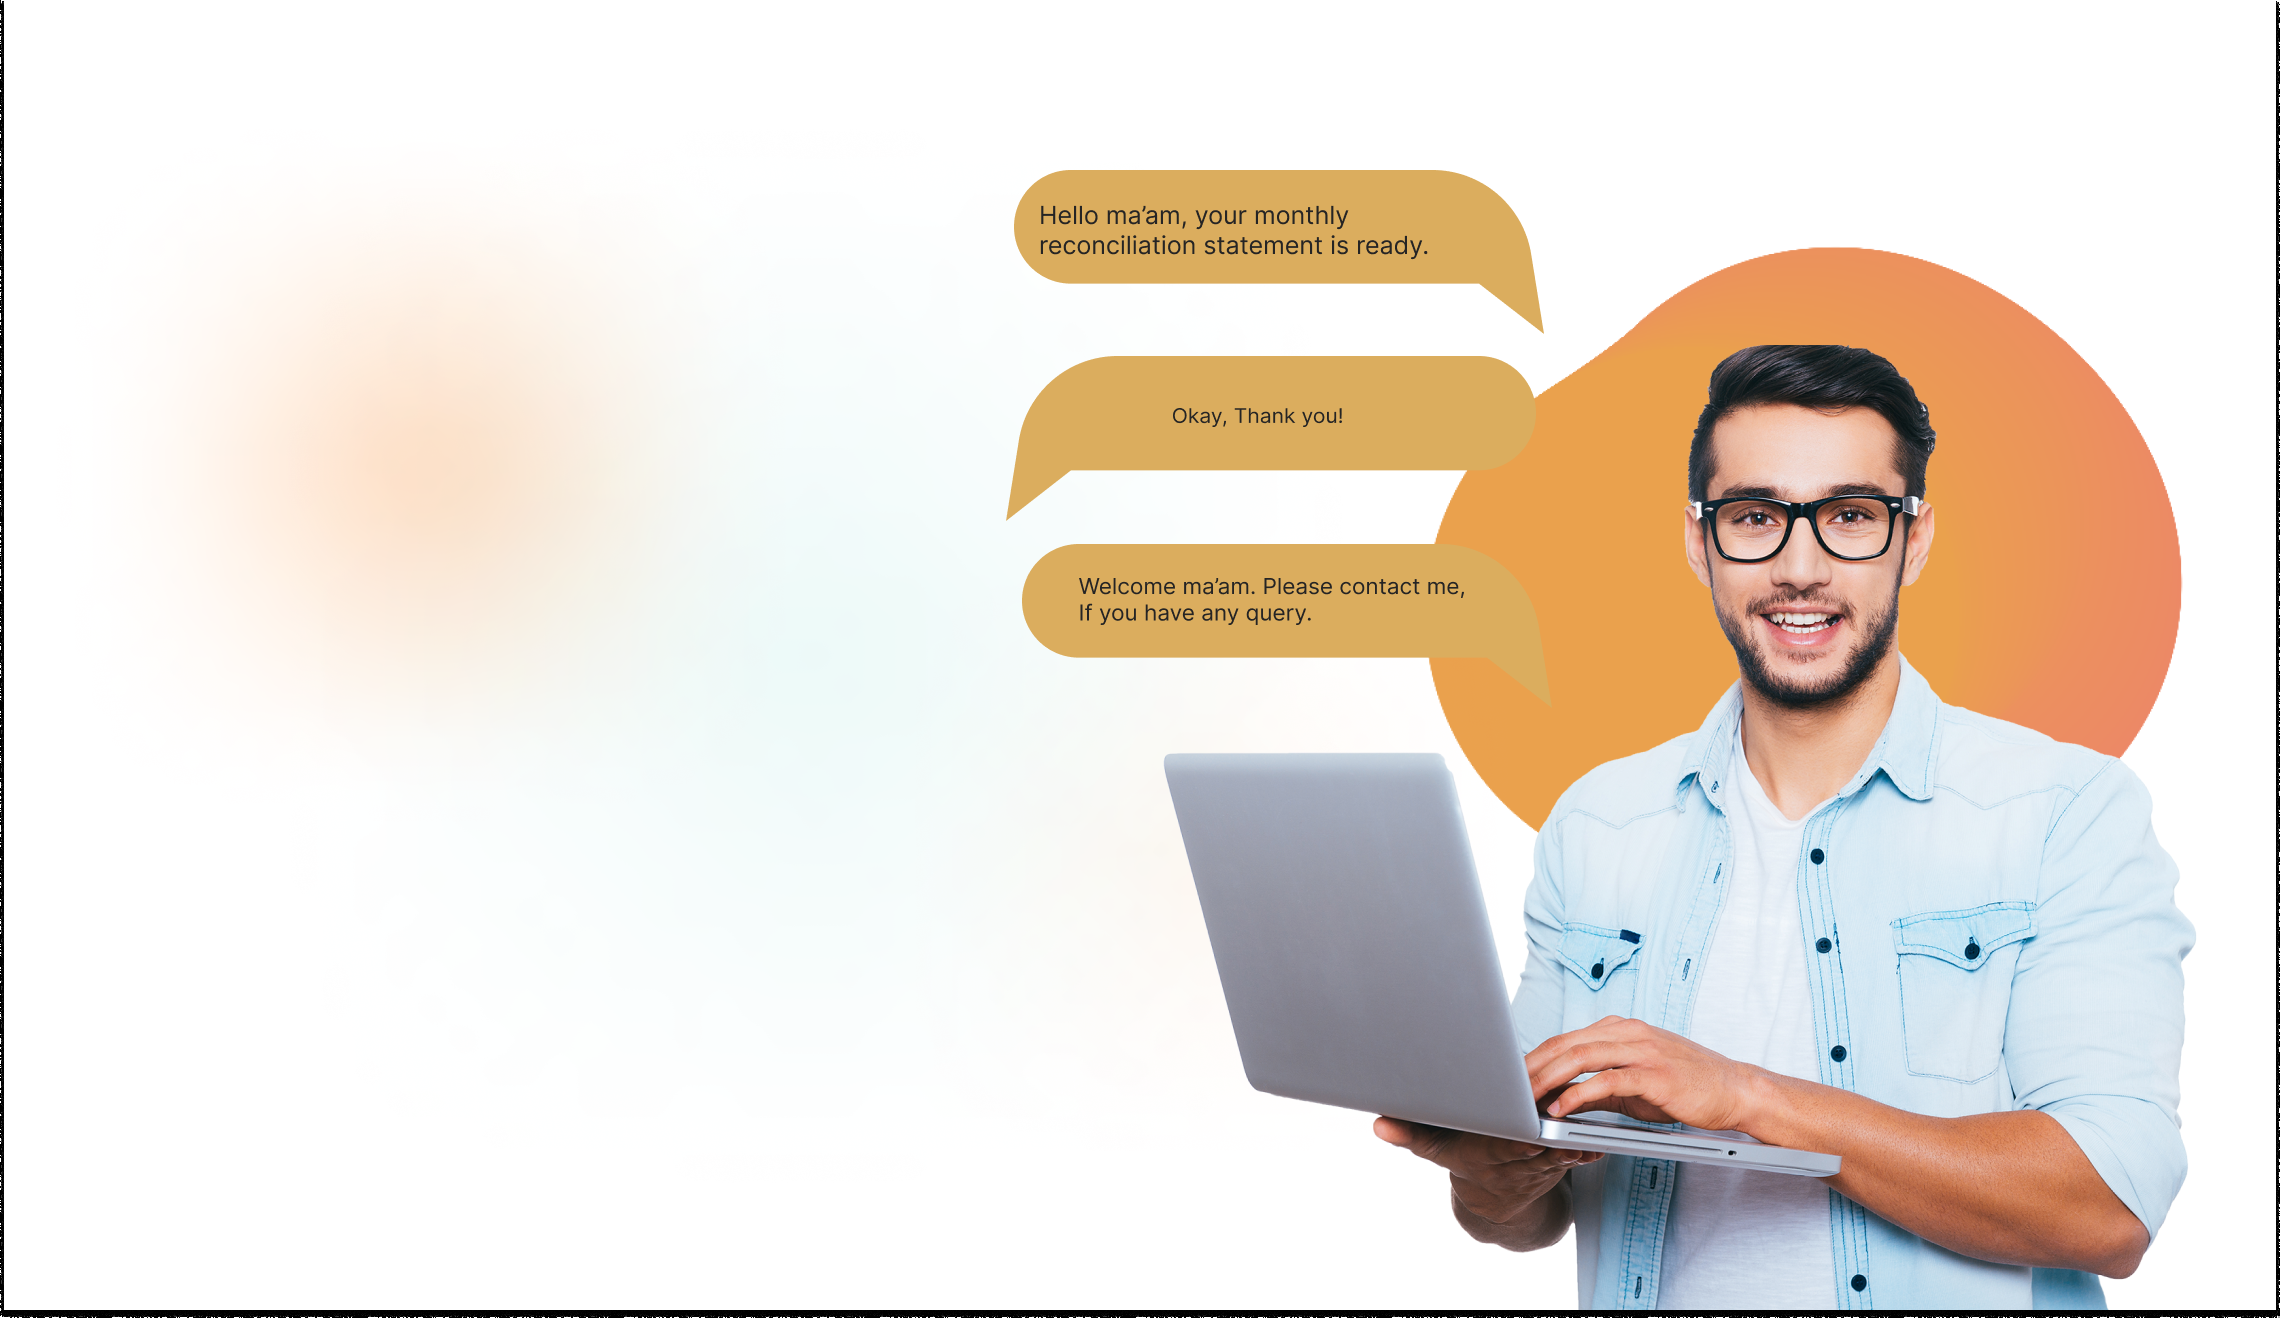 Hello ma’am, your monthly
reconciliation statement is ready.
Okay, Thank you!
Welcome ma’am. Please contact me,
If you have any query.